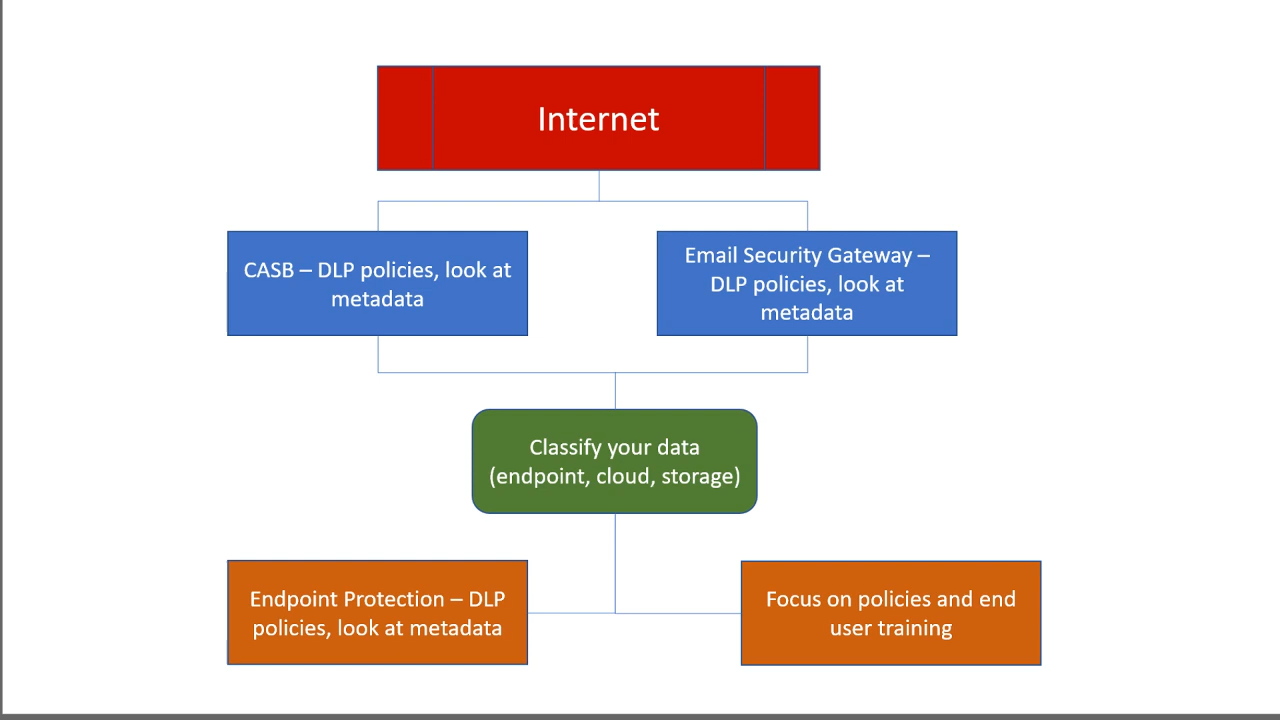 Internet
CASB – DLP policies, look at
metadata
Email Security Gateway –
DLP policies, look at
metadata
Classify your data
(endpoint, cloud, storage)
Endpoint Protection – DLP
policies, look at metadata
Focus on policies and end
user training